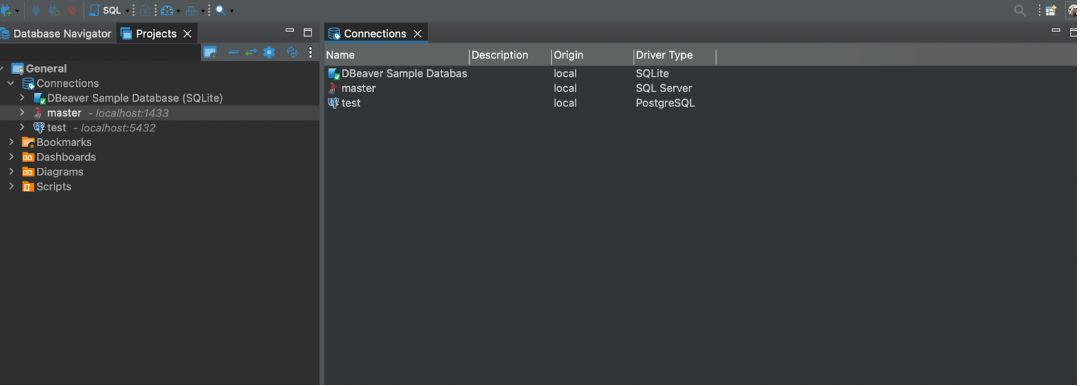 SQL
Database Navigator
Projects
General
Connections
DBeaver Sample Database (SQLite)
master - localhost:1433
test - localhost:5432
Bookmarks
Dashboards
Diagrams
Scripts
Connections
Name Description Origin Driver Type
DBeaver Sample Databas local SQLite
master local SQL Server
test local PostgreSQL